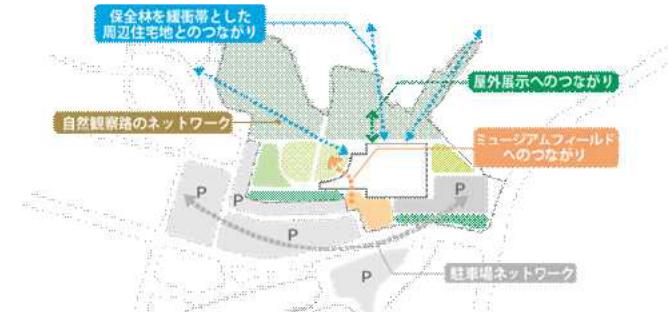 保全林を緩衝帯とした
周辺住宅地とのつながり
屋外展示へのつながり
自然観察路のネットワーク
ミュージアムフィールド
へのつながり
P
P
P
P
P
駐車場ネットワーク